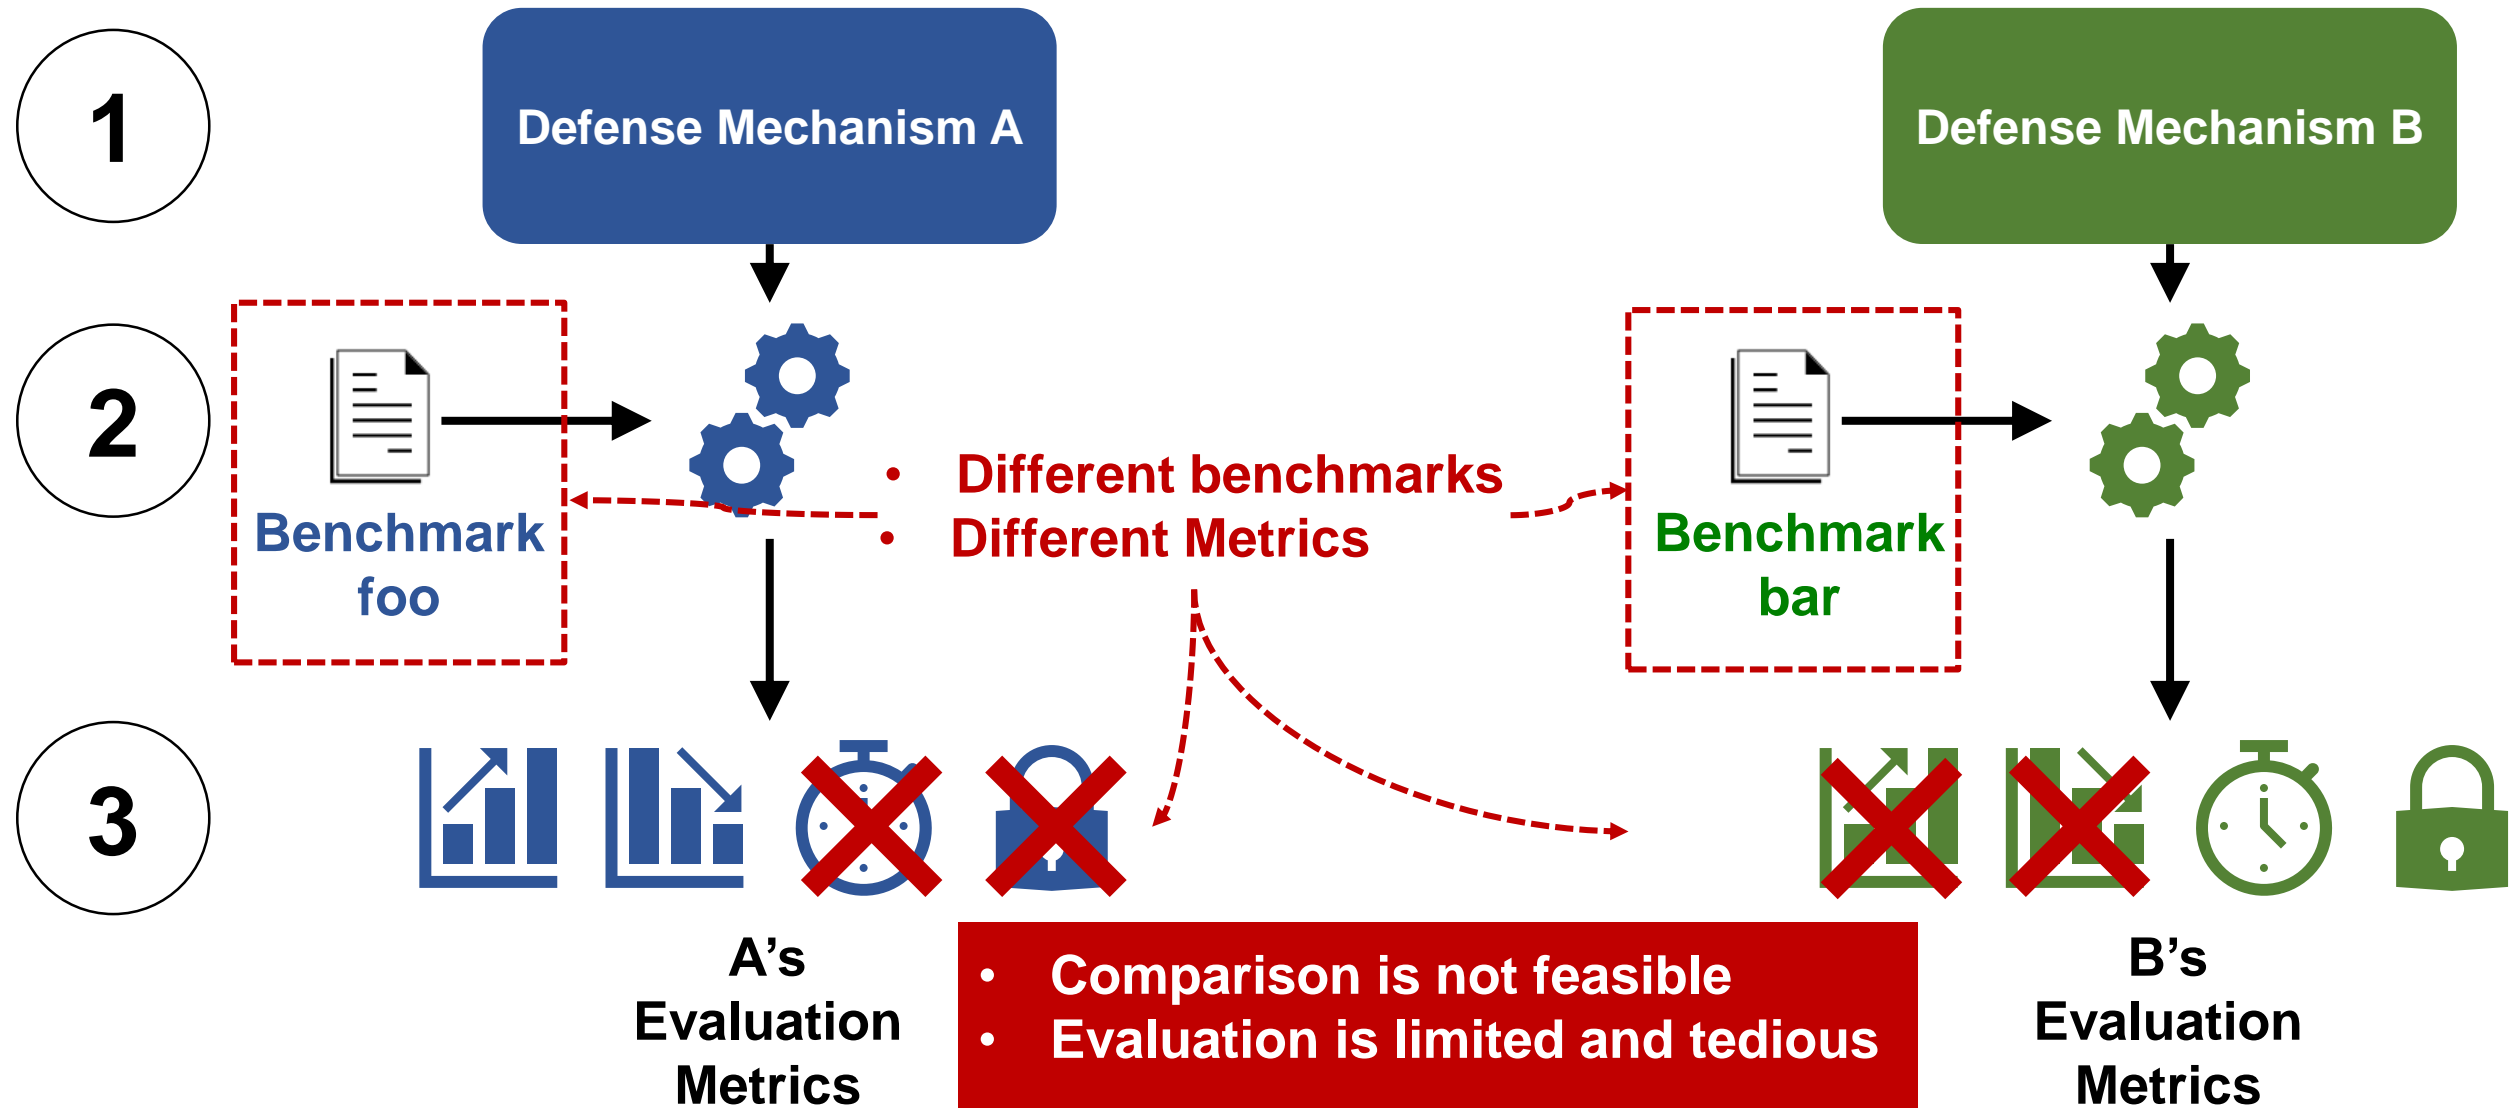 1
Defense Mechanism A
Defense Mechanism B
2
Benchmark
foo
• Different benchmarks
• Different Metrics
Benchmark
bar
3
A’s
Evaluation
Metrics
• Comparison is not feasible
• Evaluation is limited and tedious
B’s
Evaluation
Metrics